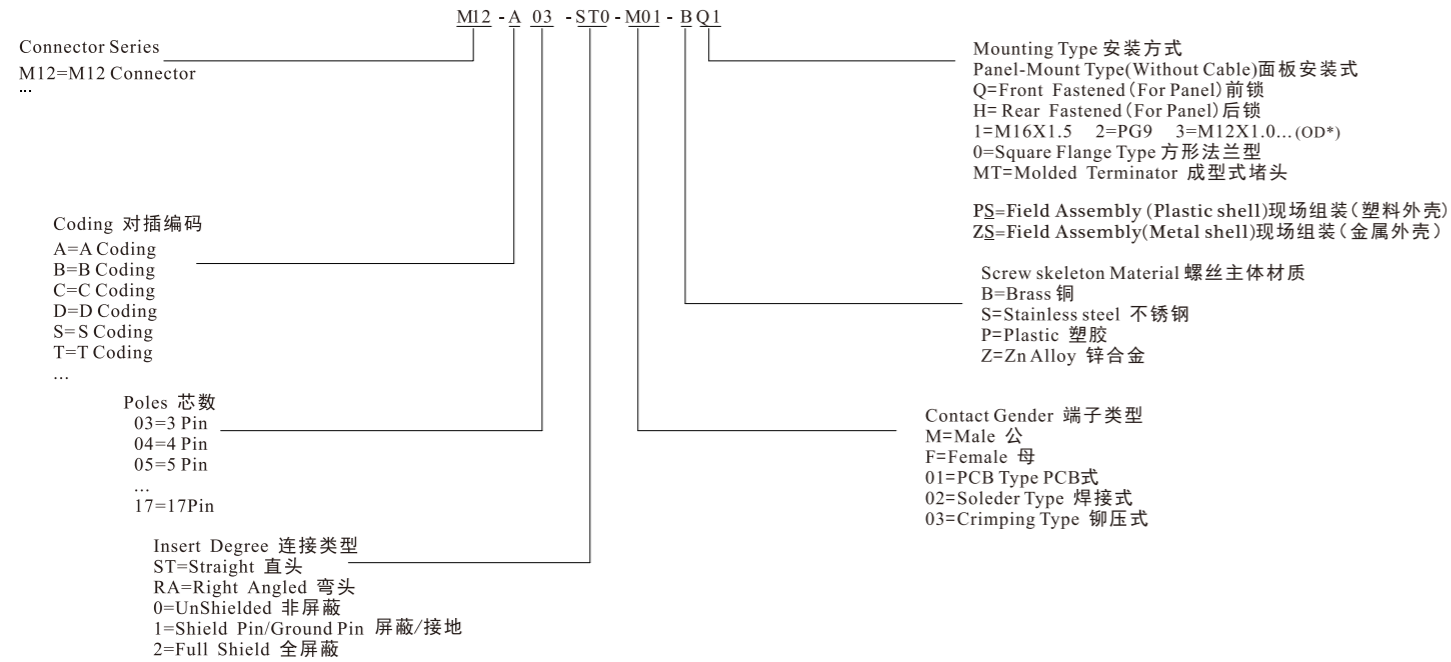 M12 - A 03 - ST0 - M01 - B Q1
Connector Series
M12=M12 Connector
...
Coding 对插编码
A=A Coding
B=B Coding
C=C Coding
D=D Coding
S=S Coding
T=T Coding
...
Poles 芯数
03=3 Pin
04=4 Pin
05=5 Pin
...
17=17Pin
Insert Degree 连接类型
ST=Straight 直头
RA=Right Angled 弯头
0=UnShielded 非屏蔽
1=Shield Pin/Ground Pin 屏蔽/接地
2=Full Shield 全屏蔽
Mounting Type 安装方式
Panel-Mount Type(Without Cable)面板安装式
Q=Front Fastened(For Panel)前锁
H= Rear Fastened(For Panel)后锁
1=M16X1.5 2=PG9 3=M12X1.0...(OD*)
0=Square Flange Type 方形法兰型
MT=Molded Terminator 成型式堵头
PS=Field Assembly (Plastic shell)现场组装(塑料外壳)
ZS=Field Assembly(Metal shell)现场组装(金属外壳)
Screw skeleton Material 螺丝主体材质
B=Brass 铜
S=Stainless steel 不锈钢
P=Plastic 塑胶
Z=Zn Alloy 锌合金
Contact Gender 端子类型
M=Male 公
F=Female 母
01=PCB Type PCB式
02=Soleder Type 焊接式
03=Crimping Type 铆压式